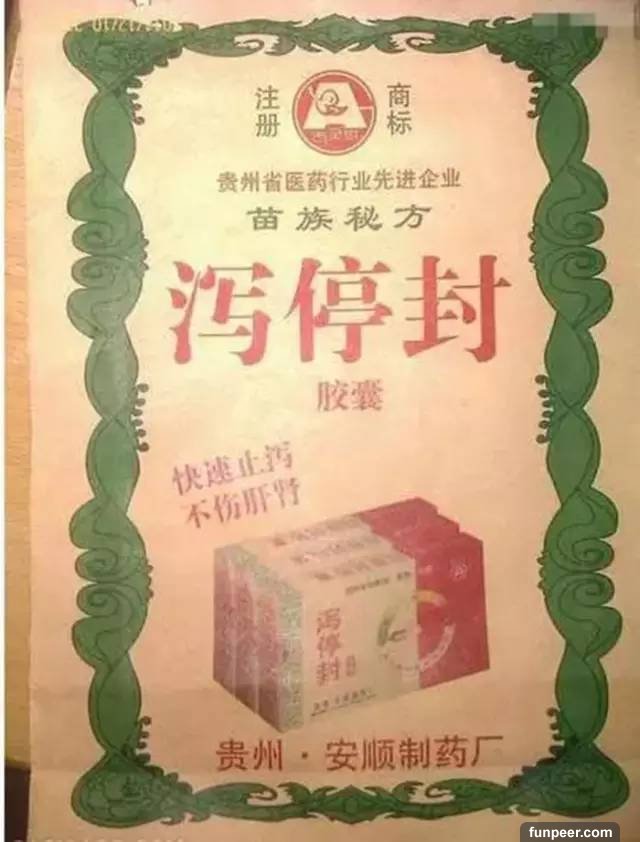 注册 商标
贵州省医药行业先进企业
苗族秘方
泻停封
胶囊
快速止泻
不伤肝肾
泻停封
贵州·安顺制药厂
funpeer.com